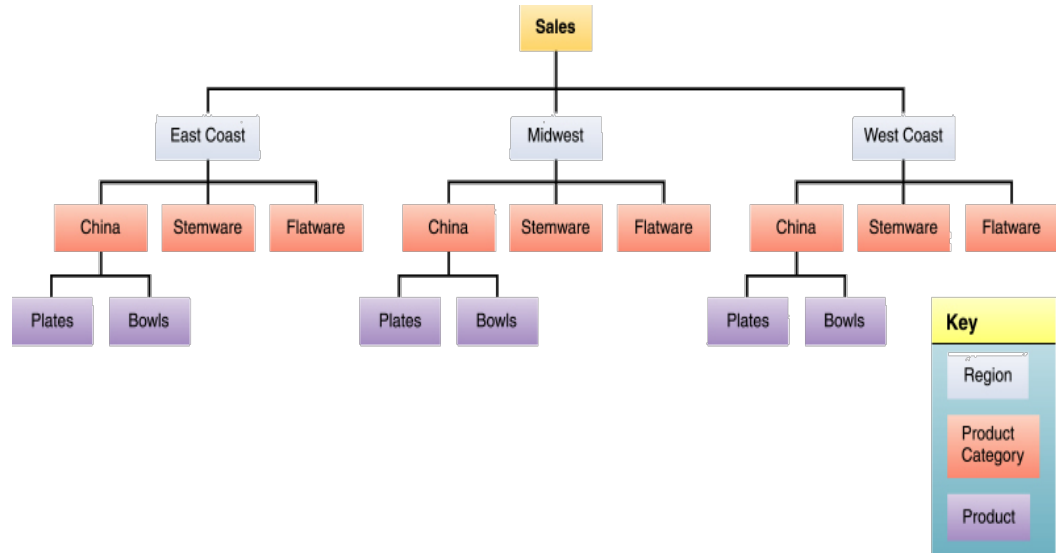 Sales
East Coast
Midwest
West Coast
China
Stemware
Flatware
China
Stemware
Flatware
China
Stemware
Flatware
Plates
Bowls
Plates
Bowls
Plates
Bowls
Key
Region
Product
Category
Product